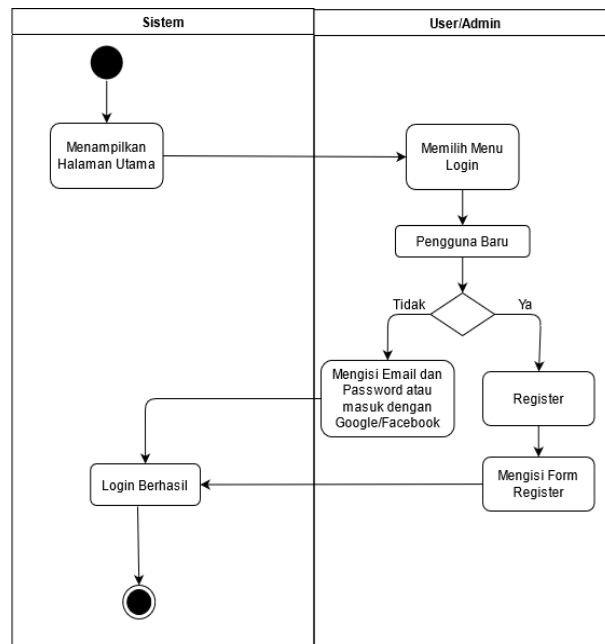 Sistem
User/Admin
Menampilkan
Halaman Utama
Memilih Menu
Login
Pengguna Baru
Tidak
Ya
Mengisi Email dan
Password atau
masuk dengan
Google/Facebook
Register
Login Berhasil
Mengisi Form
Register